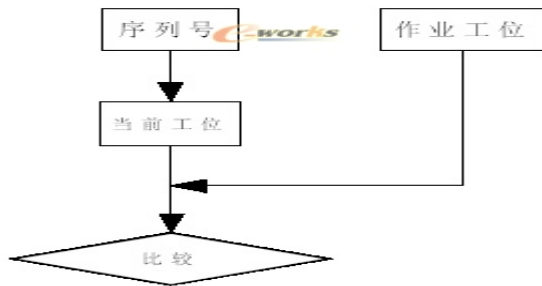 序列号
e-works
作业工位
当前工位
比较